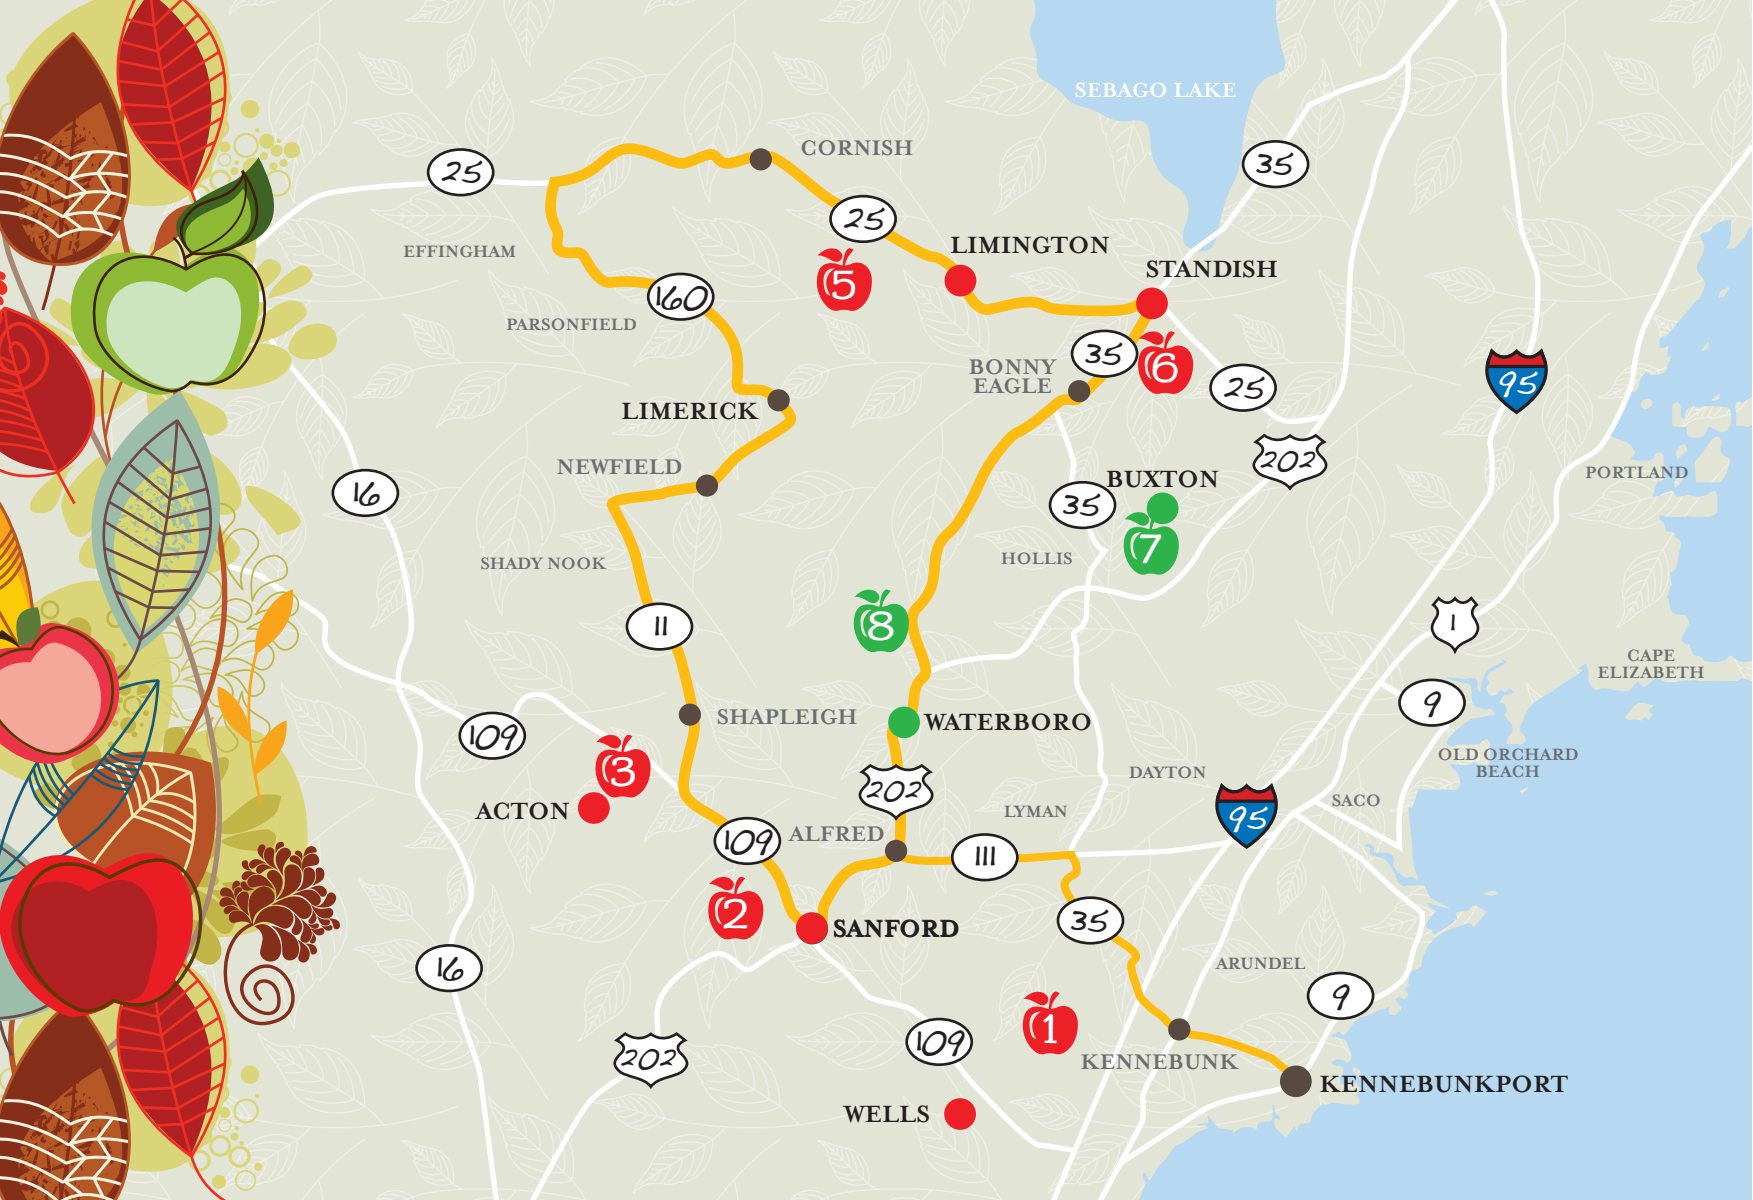 SEBAGO LAKE
CORNISH
25
35
25
EFFINGHAM
LIMINGTON
STANDISH
5
160
PARSONFIELD
35
6
BONNY
EAGLE
25
LIMERICK
95
202
NEWFIELD
PORTLAND
BUXTON
16
35
7
SHADY NOOK
HOLLIS
8
11
1
CAPE
ELIZABETH
9
SHAPLEIGH
WATERBORO
109
OLD ORCHARD
BEACH
3
DAYTON
202
ACTON
SACO
LYMAN
95
109
ALFRED
111
2
SANFORD
35
ARUNDEL
16
9
1
109
202
KENNEBUNK
KENNEBUNKPORT
WELLS